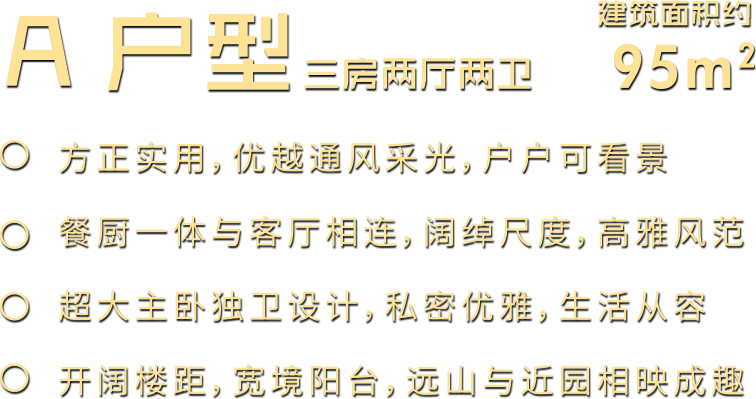 A 户型 三房两厅两卫 建筑面积约
95m²
方正实用，优越通风采光，户户可看景
餐厨一体与客厅相连，阔绰尺度，高雅风范
超大主卧独卫设计，私密优雅，生活从容
开阔楼距，宽境阳台，远山与近园相映成趣